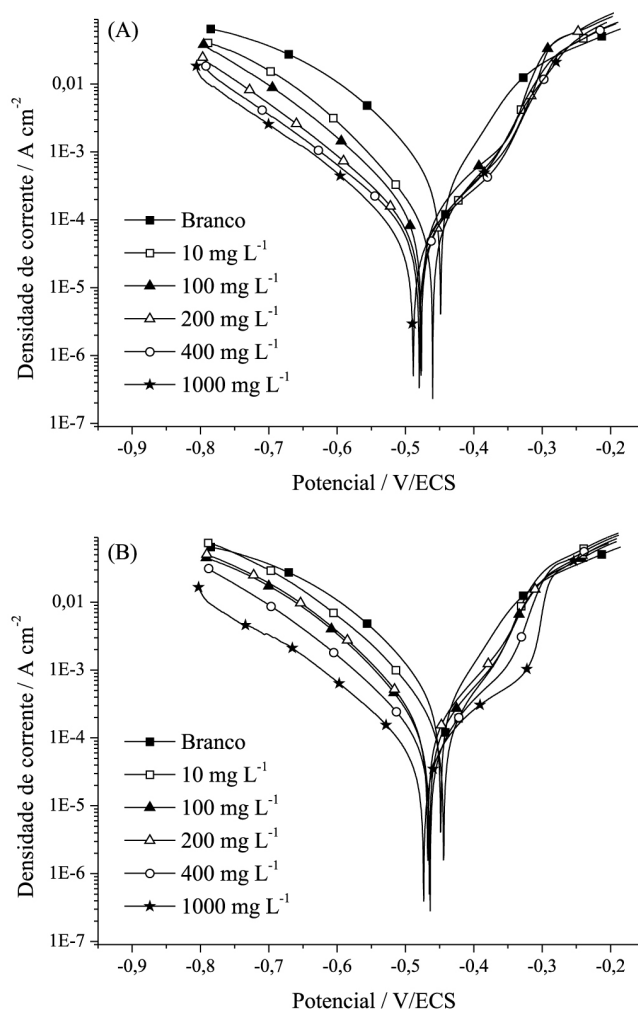 (A)
0,01
1E-3
1E-4
1E-5
1E-6
1E-7
Densidade de corrente / A cm⁻²
Branco
10 mg L⁻¹
100 mg L⁻¹
200 mg L⁻¹
400 mg L⁻¹
1000 mg L⁻¹
-0,9 -0,8 -0,7 -0,6 -0,5 -0,4 -0,3 -0,2
Potencial / V/ECS
(B)
0,01
1E-3
1E-4
1E-5
1E-6
1E-7
Densidade de corrente / A cm⁻²
Branco
10 mg L⁻¹
100 mg L⁻¹
200 mg L⁻¹
400 mg L⁻¹
1000 mg L⁻¹
-0,9 -0,8 -0,7 -0,6 -0,5 -0,4 -0,3 -0,2
Potencial / V/ECS